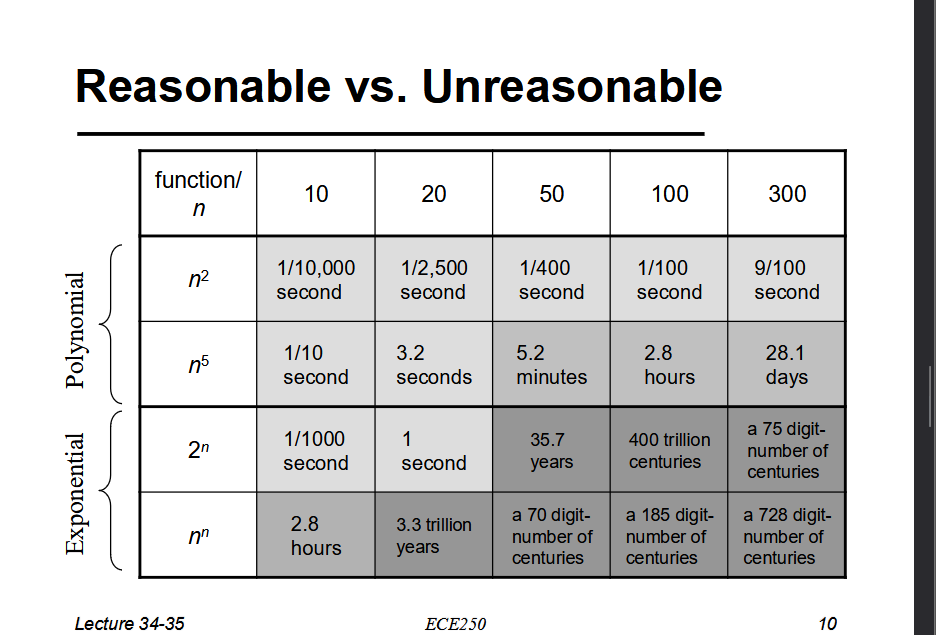 Reasonable vs. Unreasonable
function/
n
10
20
50
100
300
Polynomial
n²
1/10,000
second
1/2,500
second
1/400
second
1/100
second
9/100
second
n⁵
1/10
second
3.2
seconds
5.2
minutes
2.8
hours
28.1
days
Exponential
2ⁿ
1/1000
second
1
second
35.7
years
400 trillion
centuries
a 75 digit-
number of
centuries
nⁿ
2.8
hours
3.3 trillion
years
a 70 digit-
number of
centuries
a 185 digit-
number of
centuries
a 728 digit-
number of
centuries
Lecture 34-35
ECE250
10